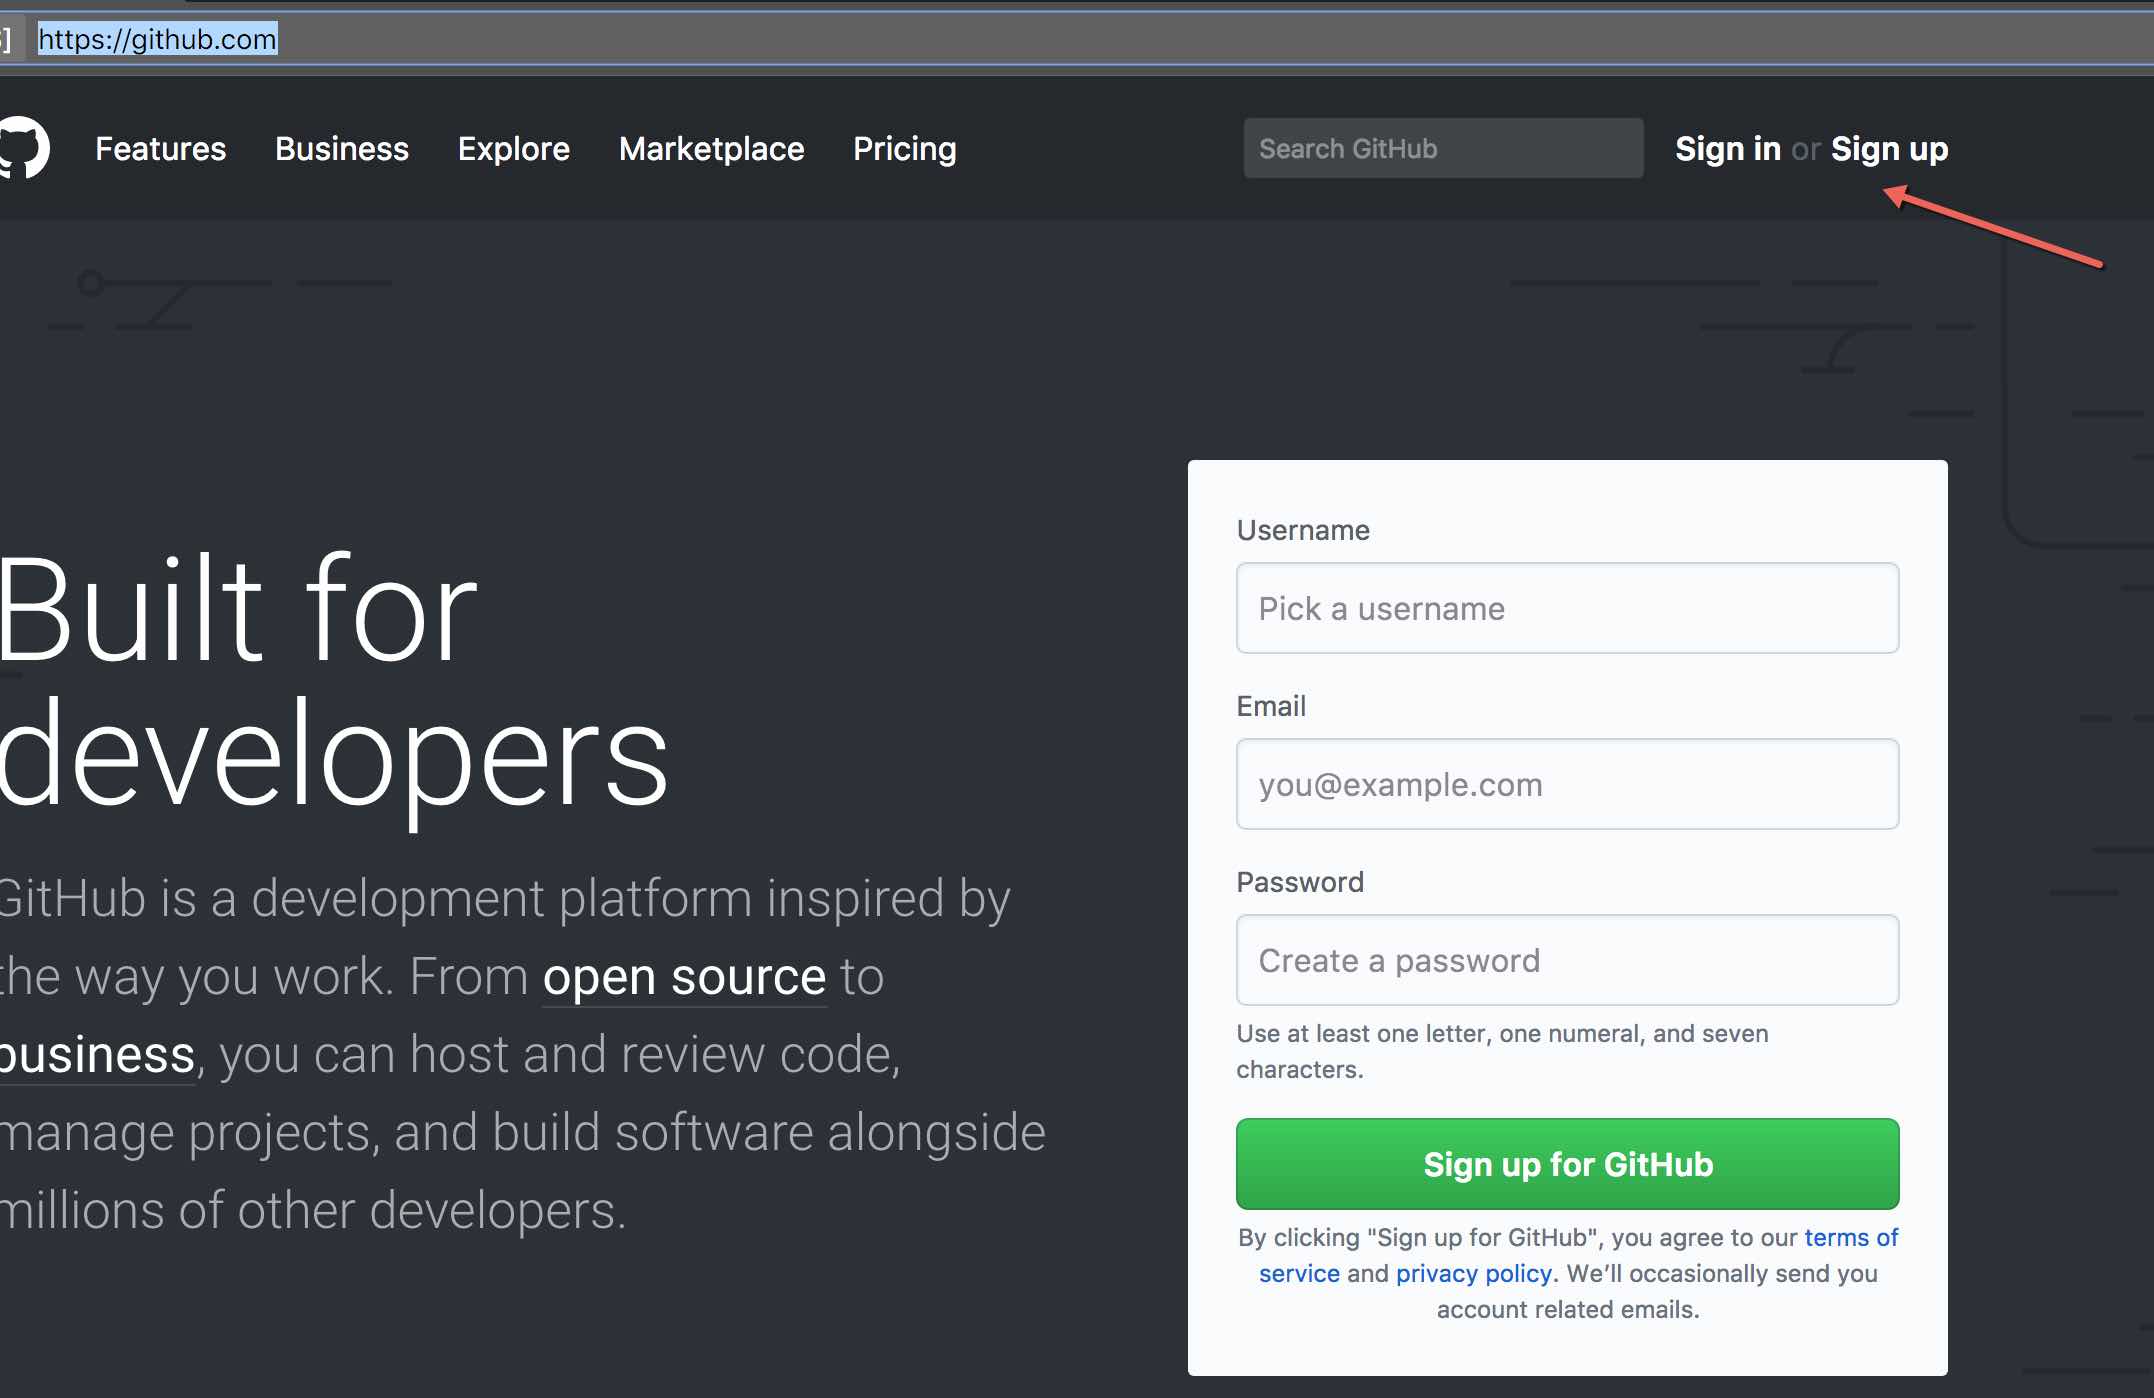 https://github.com
Features Business Explore Marketplace Pricing Search GitHub Sign in or Sign up
Built for
developers
GitHub is a development platform inspired by
the way you work. From open source to
business, you can host and review code,
manage projects, and build software alongside
millions of other developers.
Username
Pick a username
Email
you@example.com
Password
Create a password
Use at least one letter, one numeral, and seven
characters.
Sign up for GitHub
By clicking "Sign up for GitHub", you agree to our terms of
service and privacy policy. We’ll occasionally send you
account related emails.